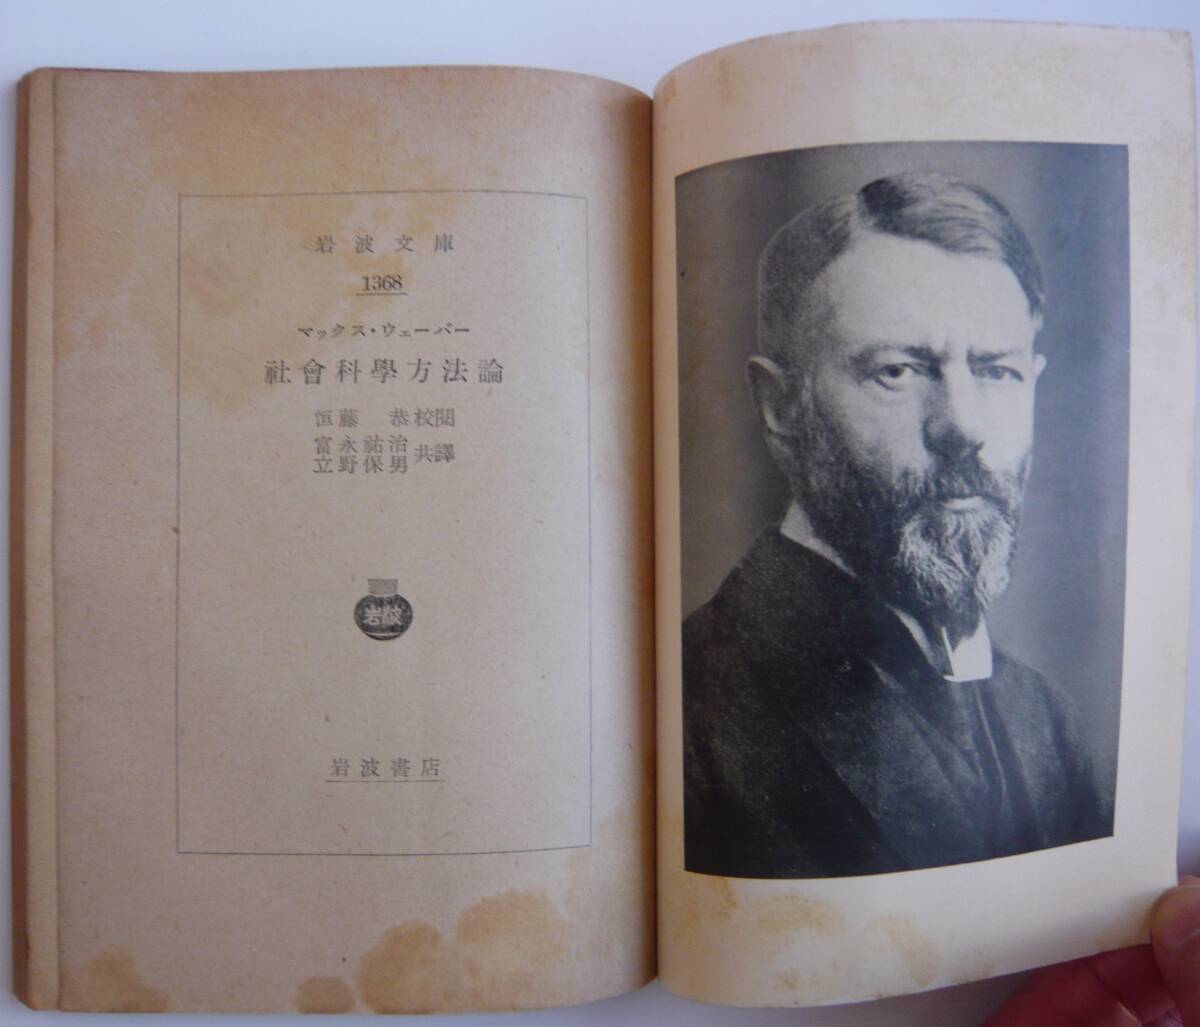 岩波文庫
1368
マックス・ウェーバー
社會科學方法論
恒藤 恭校閲
富永祐治
立野保男 共譯
岩波
岩波書店